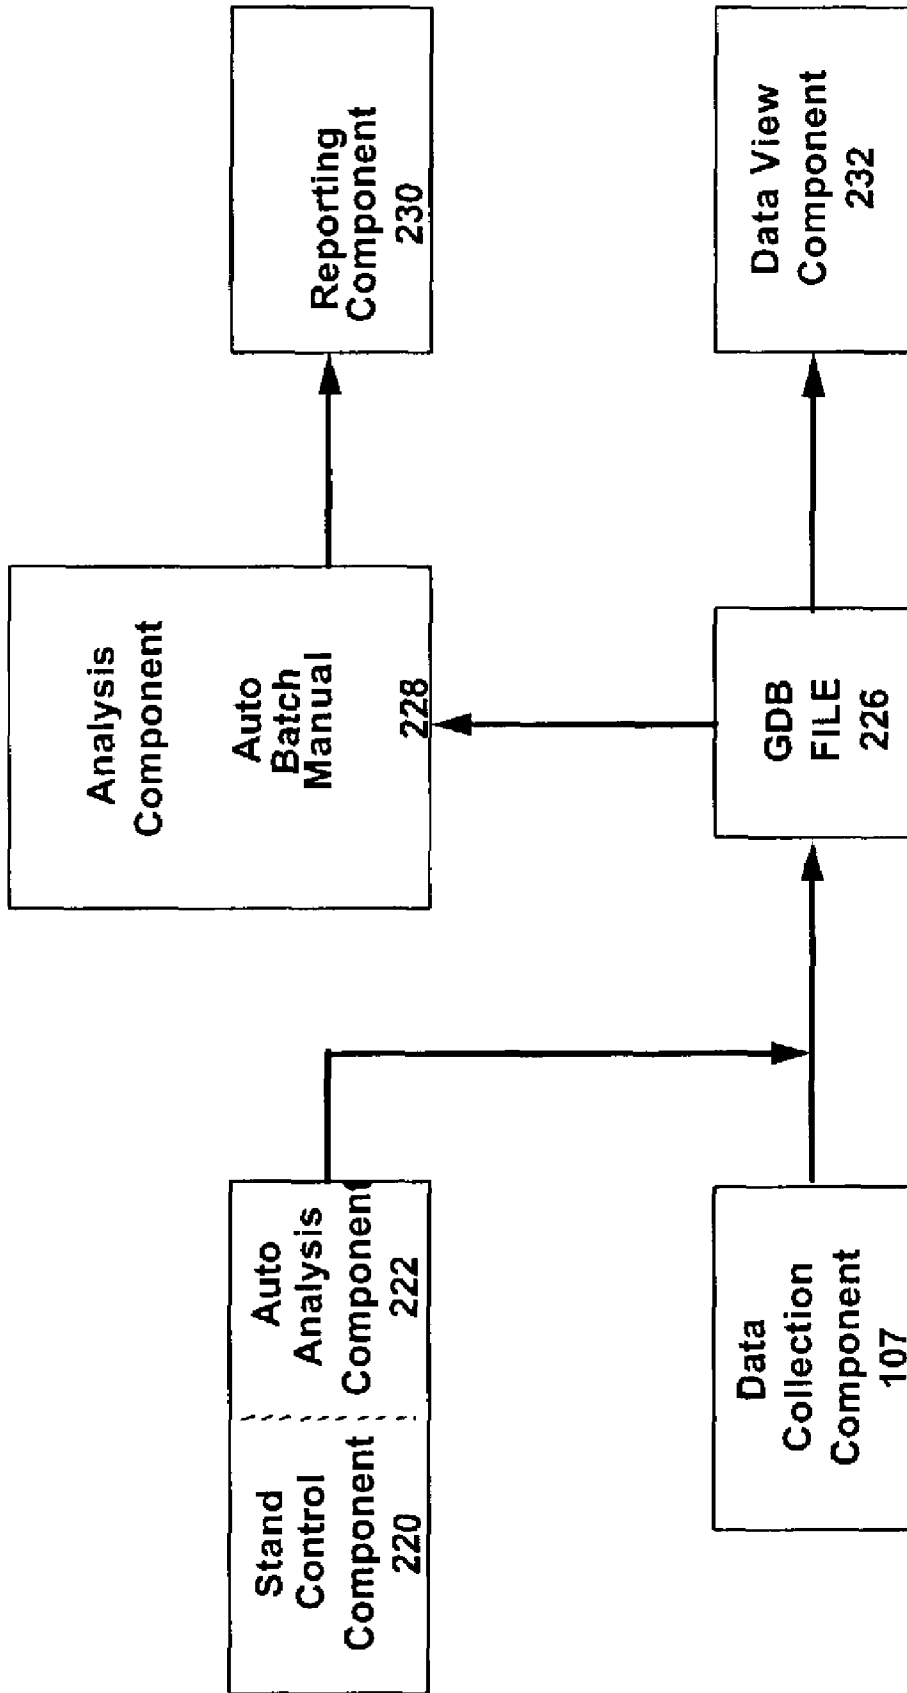 Stand
Control
Component
220
Auto
Analysis
Component
222
Analysis
Component
Auto
Batch
Manual
228
Reporting
Component
230
Data
Collection
Component
107
GDB
FILE
226
Data View
Component
232